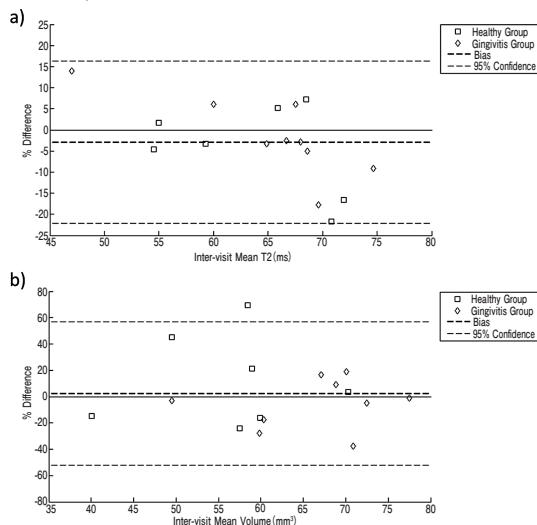 a)
Healthy Group
Gingivitis Group
Bias
95% Confidence
% Difference
25
20
15
10
5
0
-5
-10
-15
-20
-25
45 50 55 60 65 70 75 80
Inter-visit Mean T2(ms)
b)
Healthy Group
Gingivitis Group
Bias
95% Confidence
% Difference
80
60
40
20
0
-20
-40
-60
-80
35 40 45 50 55 60 65 70 75 80
Inter-visit Mean Volume(mm³)